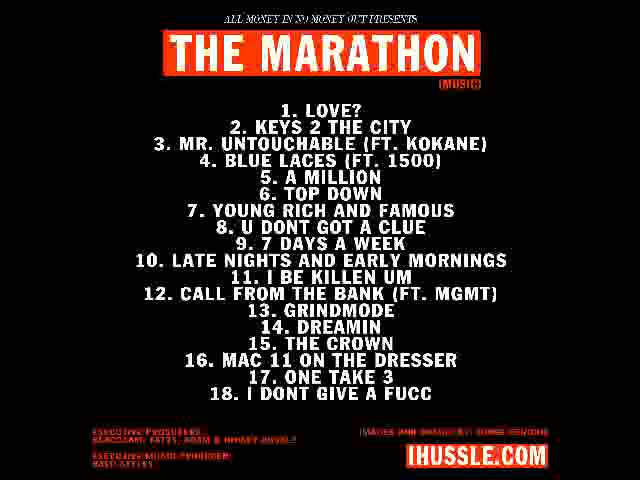 ALL MONEY IN NO MONEY OUT PRESENTS
THE MARATHON
(MUSIC)
1. LOVE?
2. KEYS 2 THE CITY
3. MR. UNTOUCHABLE (FT. KOKANE)
4. BLUE LACES (FT. 1500)
5. A MILLION
6. TOP DOWN
7. YOUNG RICH AND FAMOUS
8. U DONT GOT A CLUE
9. 7 DAYS A WEEK
10. LATE NIGHTS AND EARLY MORNINGS
11. I BE KILLEN UM
12. CALL FROM THE BANK (FT. MGMT)
13. GRINDMODE
14. DREAMIN
15. THE CROWN
16. MAC 11 ON THE DRESSER
17. ONE TAKE 3
18. I DONT GIVE A FUCC
EXECUTIVE PRODUCERS:
FATTS, ADAM &
EXECUTIVE MUSIC PRODUCER:
IHUSSLE.COM